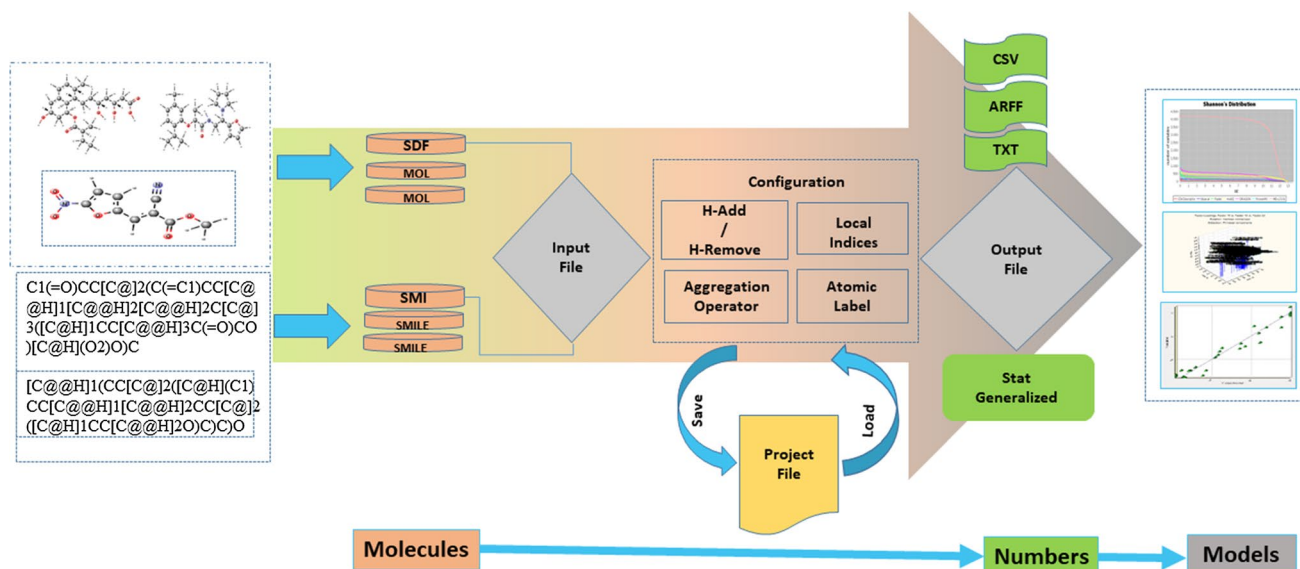 C1(=O)CC[C@]2(C(=C1)CC[C@
@H]1[C@@H]2[C@@H]2C[C@]
3([C@H]1CC[C@@H]3C(=O)CO
)[C@H](O2)O)C
[C@@H]1(CC[C@]2([C@H](C1)
CC[C@@H]1[C@@H]2CC[C@]2
([C@H]1CC[C@@H]2O)C)C)O
SDF
MOL
MOL
SMI
SMILE
SMILE
Input
File
Configuration
H-Add
/
H-Remove
Local
Indices
Aggregation
Operator
Atomic
Label
Save
Load
Project
File
CSV
ARFF
TXT
Output
File
Stat
Generalized
Shannon's Distribution
Molecules
Numbers
Models